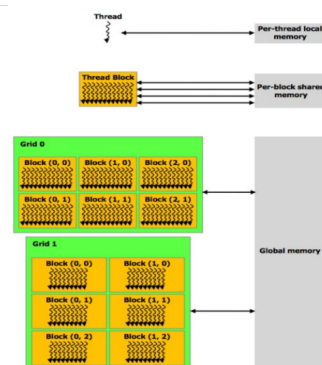 Thread
Per-thread local
memory
Thread Block
Per-block shared
memory
Grid 0
Block (0, 0) Block (1, 0) Block (2, 0)
Block (0, 1) Block (1, 1) Block (2, 1)
Global memory
Grid 1
Block (0, 0) Block (1, 0)
Block (0, 1) Block (1, 1)
Block (0, 2) Block (1, 2)